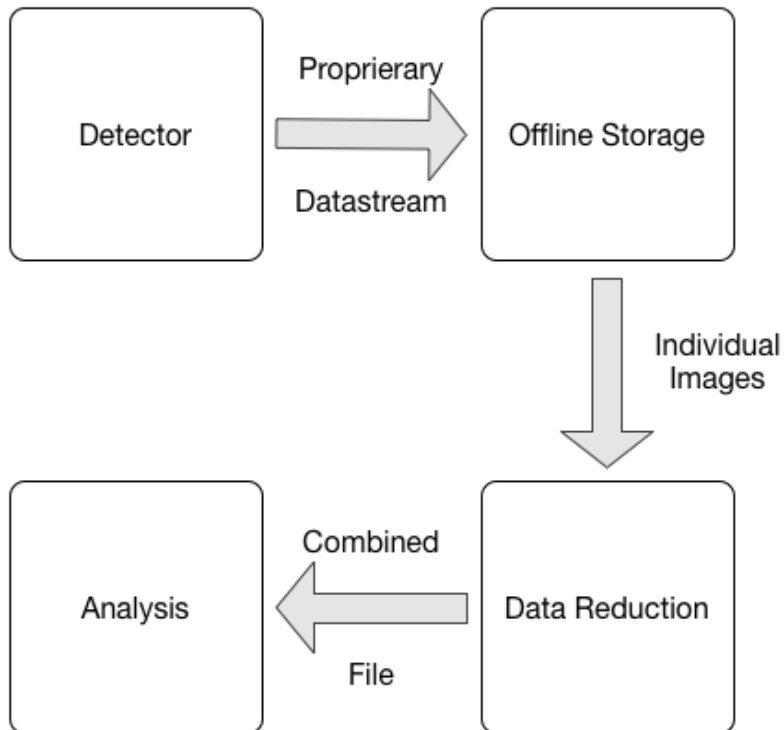 Detector
Proprierary
Datastream
Offline Storage
Individual
Images
Data Reduction
Combined
File
Analysis